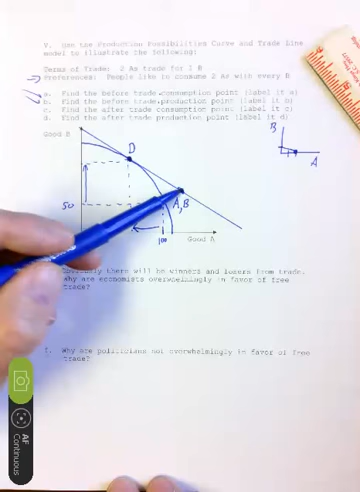 V. Use the Production Possibilities Curve and Trade Line
model to illustrate the following:
Terms of Trade: 2 As trade for 1 B
Preferences: People like to consume 2 As with every B
a. Find the before trade consumption point (label it a)
b. Find the before trade production point (label it b)
c. Find the after trade consumption point (label it c)
d. Find the after trade production point (label it d)
Good B
D
B
A
50
A,B
100
Good A
there will be winners and losers from trade.
Why are economists overwhelmingly in favor of free
trade?
f. Why are politicians not overwhelmingly in favor of free
trade?
AF
Continuous